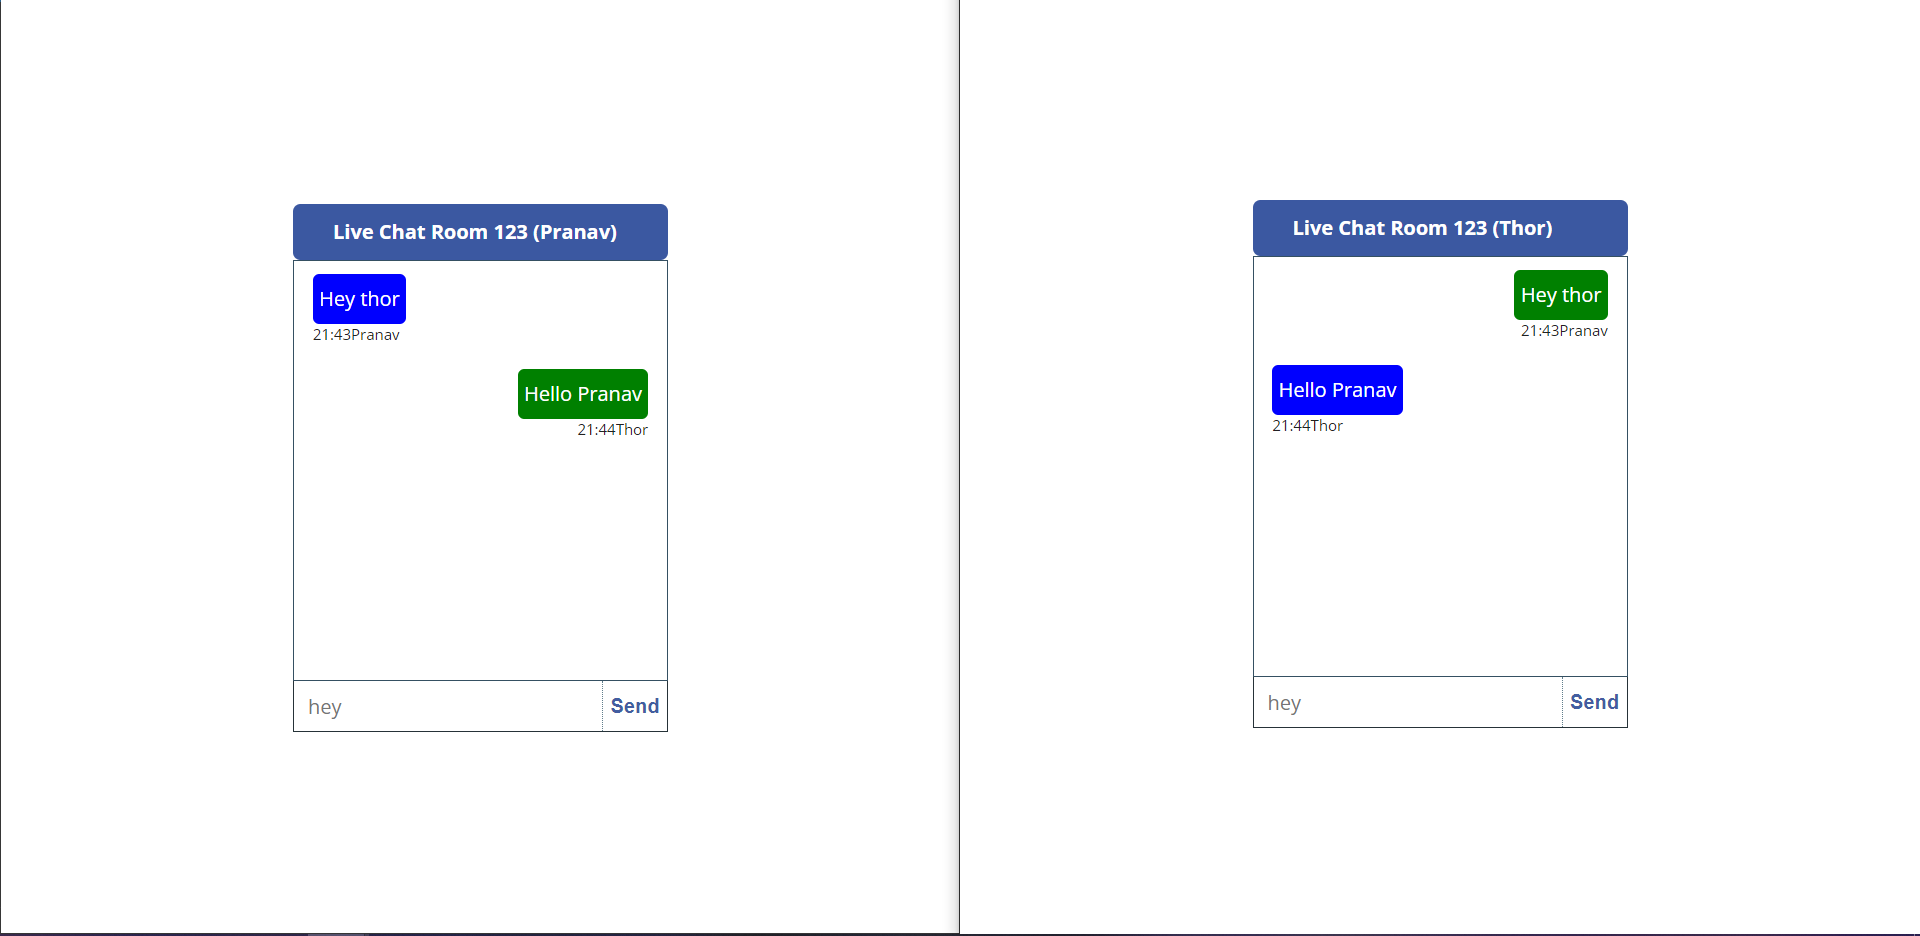 Live Chat Room 123 (Pranav)
Hey thor
21:43Pranav
Hello Pranav
21:44Thor
hey
Send
Live Chat Room 123 (Thor)
Hey thor
21:43Pranav
Hello Pranav
21:44Thor
hey
Send